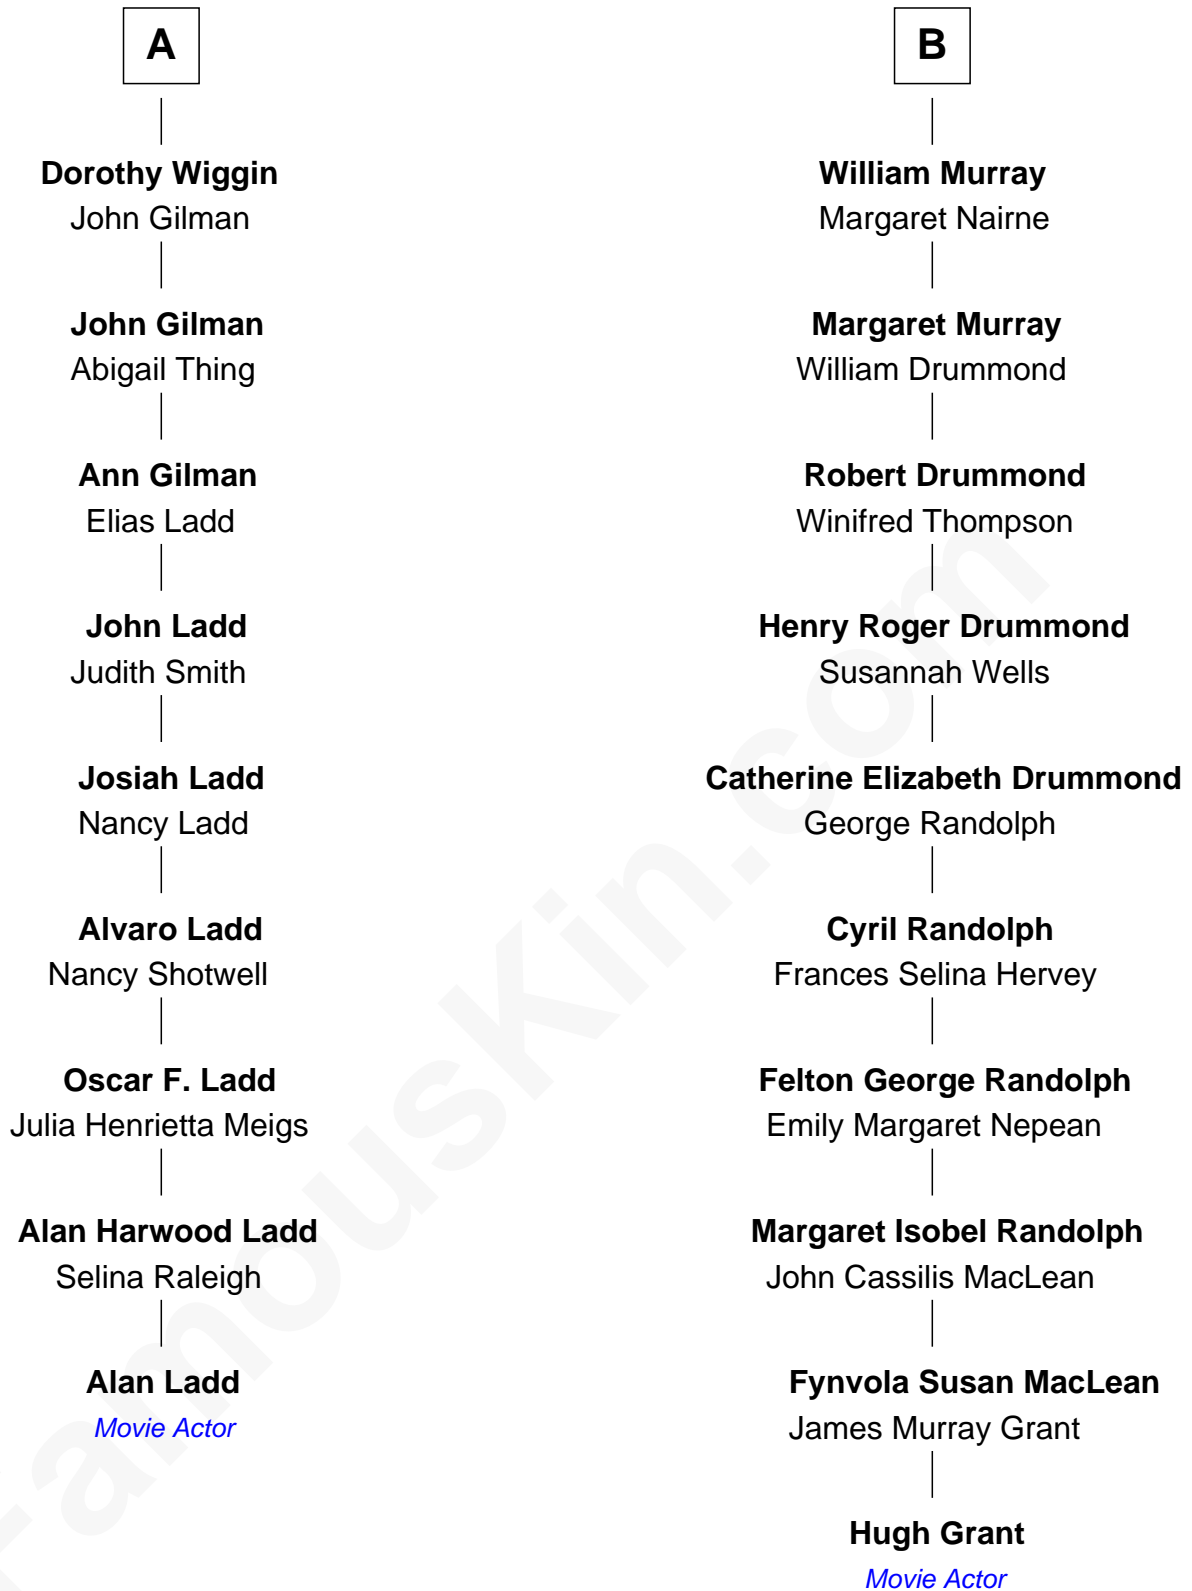 A
Dorothy Wiggin
John Gilman
John Gilman
Abigail Thing
Ann Gilman
Elias Ladd
John Ladd
Judith Smith
Josiah Ladd
Nancy Ladd
Alvaro Ladd
Nancy Shotwell
Oscar F. Ladd
Julia Henrietta Meigs
Alan Harwood Ladd
Selina Raleigh
Alan Ladd
Movie Actor
B
William Murray
Margaret Nairne
Margaret Murray
William Drummond
Robert Drummond
Winifred Thompson
Henry Roger Drummond
Susannah Wells
Catherine Elizabeth Drummond
George Randolph
Cyril Randolph
Frances Selina Hervey
Felton George Randolph
Emily Margaret Nepean
Margaret Isobel Randolph
John Cassilis MacLean
Fynvola Susan MacLean
James Murray Grant
Hugh Grant
Movie Actor
FamousKin.com